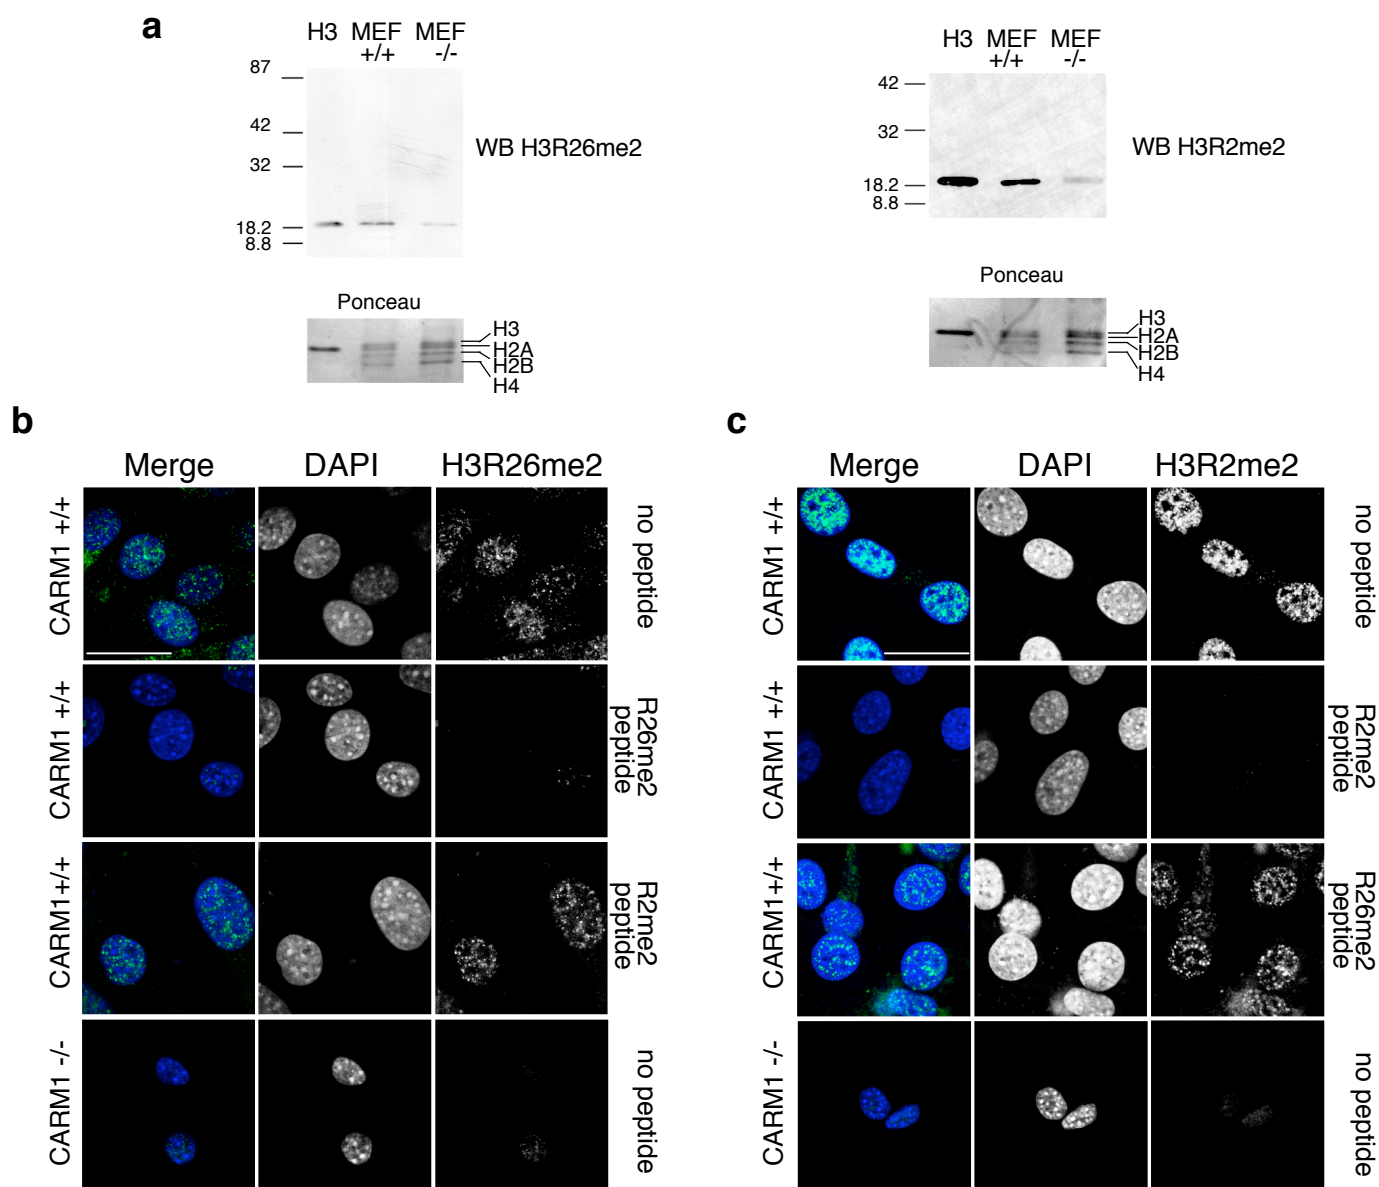 a
H3 MEF MEF
+/+ -/-
87
42
32
18.2
8.8
WB H3R26me2
Ponceau
H3
H2A
H2B
H4
H3 MEF MEF
+/+ -/-
42
32
18.2
8.8
WB H3R2me2
Ponceau
H3
H2A
H2B
H4
b
Merge DAPI H3R26me2
CARM1 +/+
no peptide
CARM1 +/+
R26me2
peptide
CARM1+/+
R2me2
peptide
CARM1 -/-
no peptide
c
Merge DAPI H3R2me2
CARM1 +/+
no peptide
CARM1 +/+
R2me2
peptide
CARM1+/+
R26me2
peptide
CARM1 -/-
no peptide